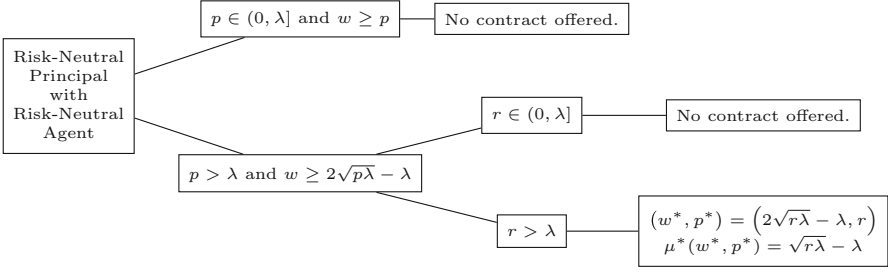 p ∈ (0, λ] and w ≥ p
No contract offered.
Risk-Neutral
Principal
with
Risk-Neutral
Agent
r ∈ (0, λ]
No contract offered.
p > λ and w ≥ 2√(pλ) − λ
r > λ
(w*, p*) = (2√(rλ) − λ, r)
μ*(w*, p*) = √(rλ) − λ